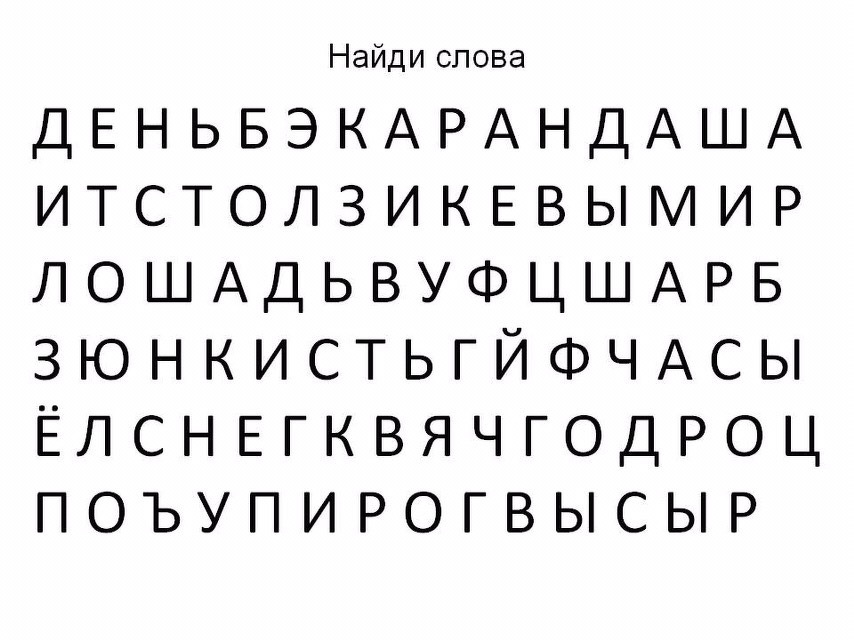 Найди слова
Д Е Н Ь Б Э К А Р А Н Д А Ш А
И Т С Т О Л З И К Е В Ы М И Р
Л О Ш А Д Ь В У Ф Ц Ш А Р Б
З Ю Н К И С Т Ь Г Й Ф Ч А С Ы
Ё Л С Н Е Г К В Я Ч Г О Д Р О Ц
П О Ъ У П И Р О Г В Ы С Ы Р